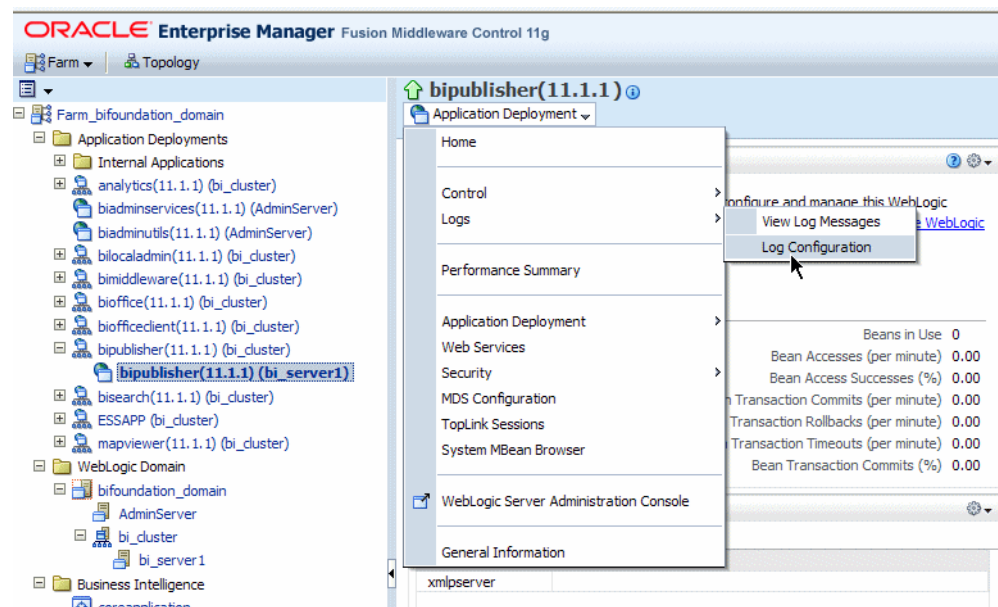 ORACLE Enterprise Manager Fusion Middleware Control 11g
Farm Topology
Farm_bifoundation_domain
Application Deployments
Internal Applications
analytics(11.1.1) (bi_cluster)
biadminservices(11.1.1) (AdminServer)
biadminutils(11.1.1) (AdminServer)
bilocaladmin(11.1.1) (bi_cluster)
bimiddleware(11.1.1) (bi_cluster)
bioffice(11.1.1) (bi_cluster)
biofficeclient(11.1.1) (bi_cluster)
bipublisher(11.1.1) (bi_cluster)
bipublisher(11.1.1) (bi_server1)
bisearch(11.1.1) (bi_cluster)
ESSAPP (bi_cluster)
mapviewer(11.1.1) (bi_cluster)
WebLogic Domain
bifoundation_domain
AdminServer
bi_cluster
bi_server1
Business Intelligence
coreapplication
bipublisher(11.1.1)
Application Deployment
Home
Control
Logs
Performance Summary
Application Deployment
Web Services
Security
MDS Configuration
TopLink Sessions
System MBean Browser
WebLogic Server Administration Console
General Information
View Log Messages
Log Configuration
configure and manage this WebLogic
WebLogic
Beans in Use 0
Bean Accesses (per minute) 0.00
Bean Access Successes (%) 0.00
Transaction Commits (per minute) 0.00
Transaction Rollbacks (per minute) 0.00
Transaction Timeouts (per minute) 0.00
Bean Transaction Commits (%) 0.00
xmlpserver